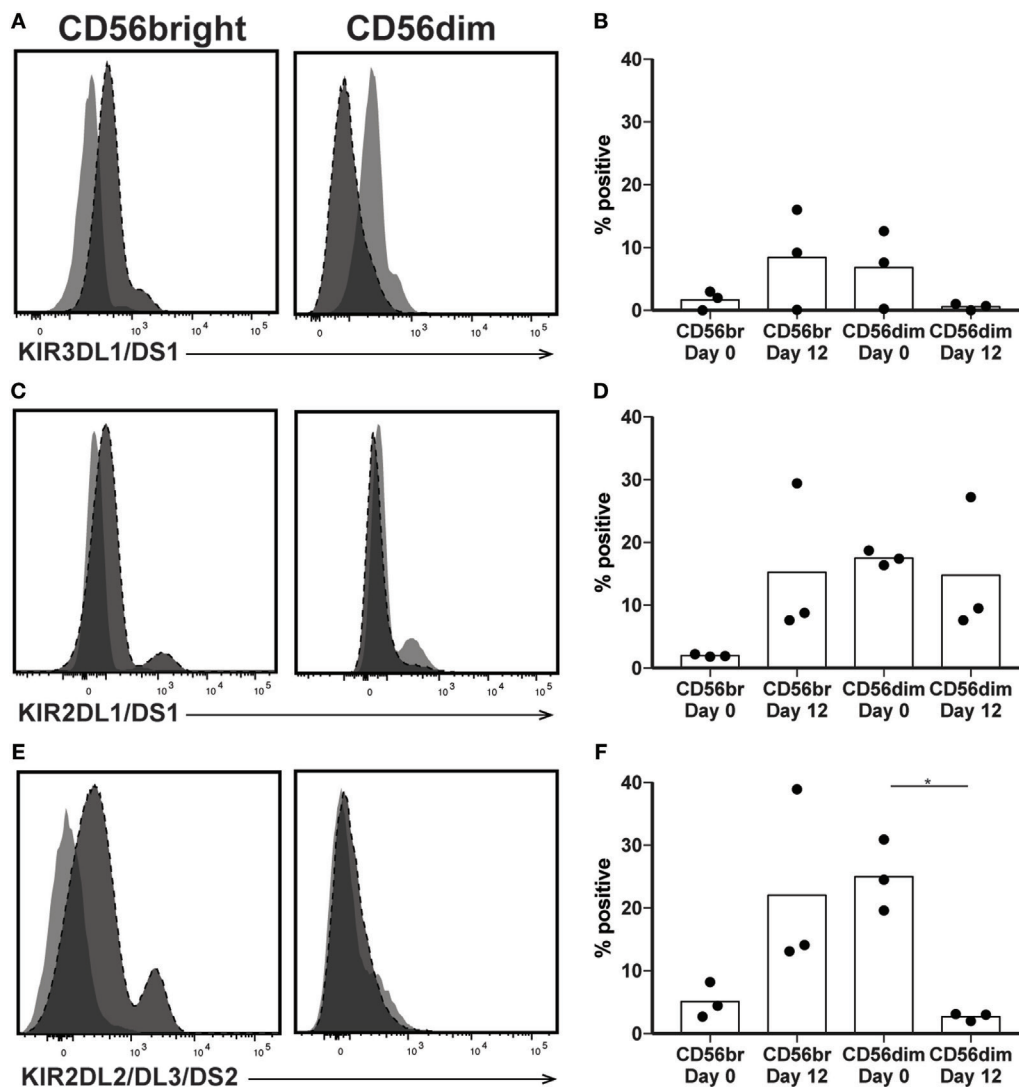 A
CD56bright
CD56dim
B
0 10³ 10⁴ 10⁵
0 10³ 10⁴ 10⁵
KIR3DL1/DS1
% positive
40
30
20
10
0
CD56br Day 0
CD56br Day 12
CD56dim Day 0
CD56dim Day 12
C
D
0 10³ 10⁴ 10⁵
0 10³ 10⁴ 10⁵
KIR2DL1/DS1
% positive
40
30
20
10
0
CD56br Day 0
CD56br Day 12
CD56dim Day 0
CD56dim Day 12
E
F
0 10³ 10⁴ 10⁵
0 10³ 10⁴ 10⁵
KIR2DL2/DL3/DS2
% positive
40
30
20
10
0
*
CD56br Day 0
CD56br Day 12
CD56dim Day 0
CD56dim Day 12